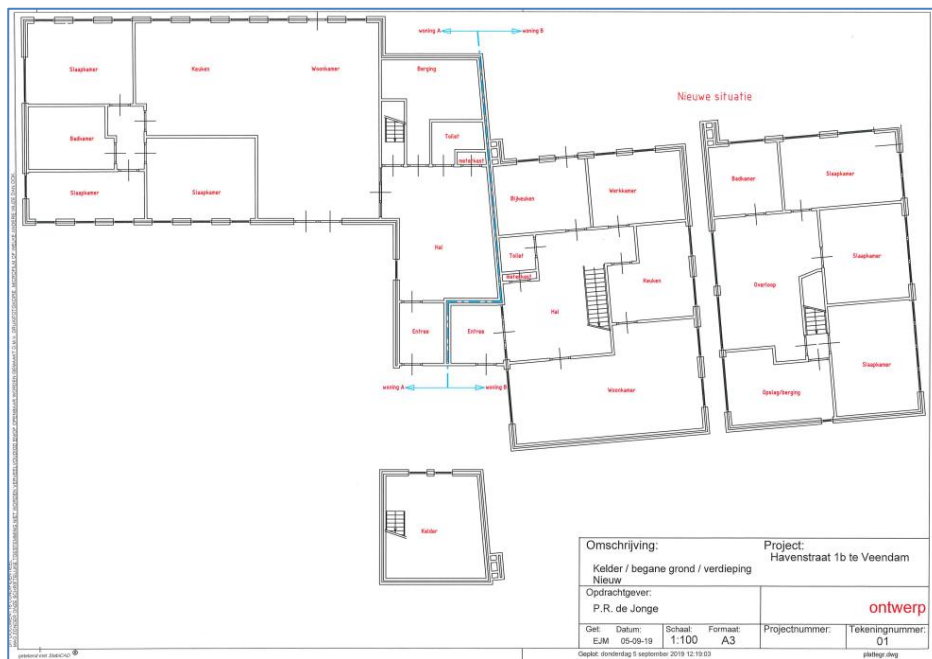 woning A
woning B
Slaapkamer
Keuken
Woonkamer
Berging
Nieuwe situatie
Badkamer
Toilet
meterkast
Slaapkamer
Slaapkamer
Bijkeuken
Werkkamer
Badkamer
Slaapkamer
Hal
Toilet
meterkast
Keuken
Slaapkamer
Overloop
Entree
Entree
Hal
woning A
woning B
Woonkamer
Opslag/berging
Slaapkamer
Kelder
Omschrijving:
Project:
Havenstraat 1b te Veendam
Kelder / begane grond / verdieping
Nieuw
Opdrachtgever:
P.R. de Jonge
ontwerp
Get:
Datum:
Schaal:
Formaat:
Projectnummer:
Tekeningnummer:
EJM
05-09-19
1:100
A3
01
Geplot: donderdag 5 september 2019 12:19:03
plattegr.dwg